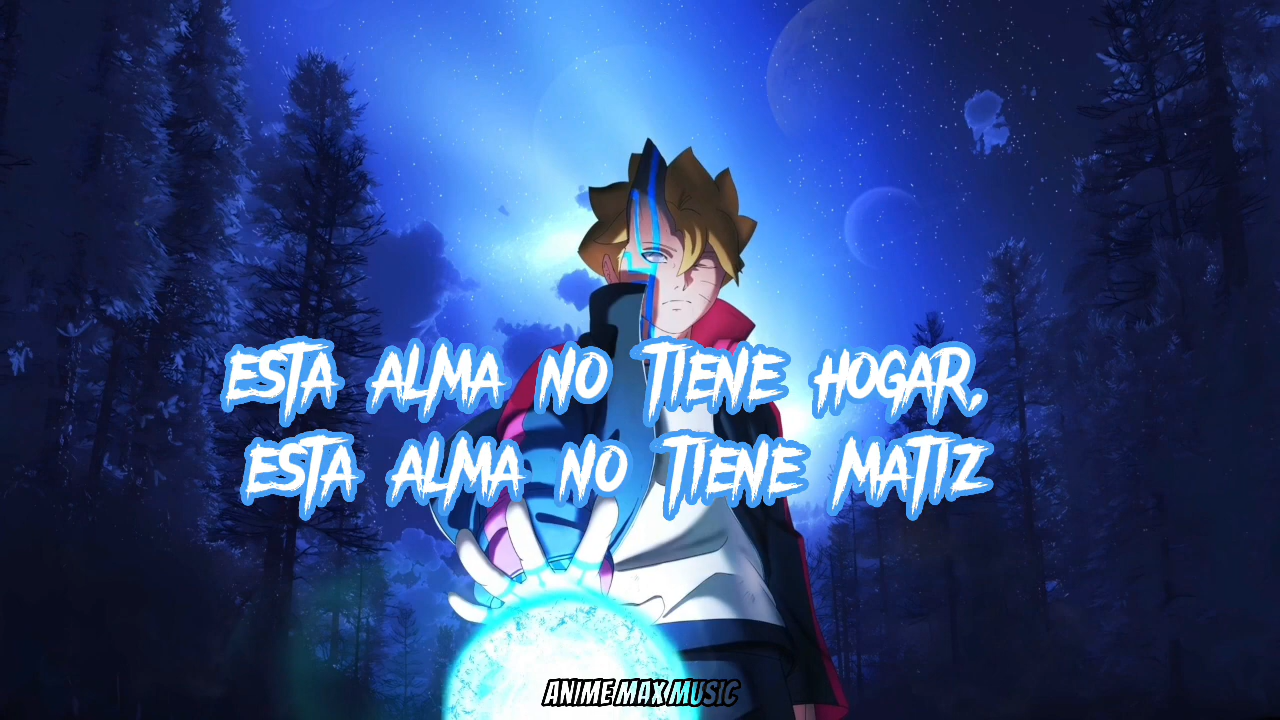 ESTA ALMA NO TIENE HOGAR,
ESTA ALMA NO TIENE MATIZ
ANIME MAX MUSIC